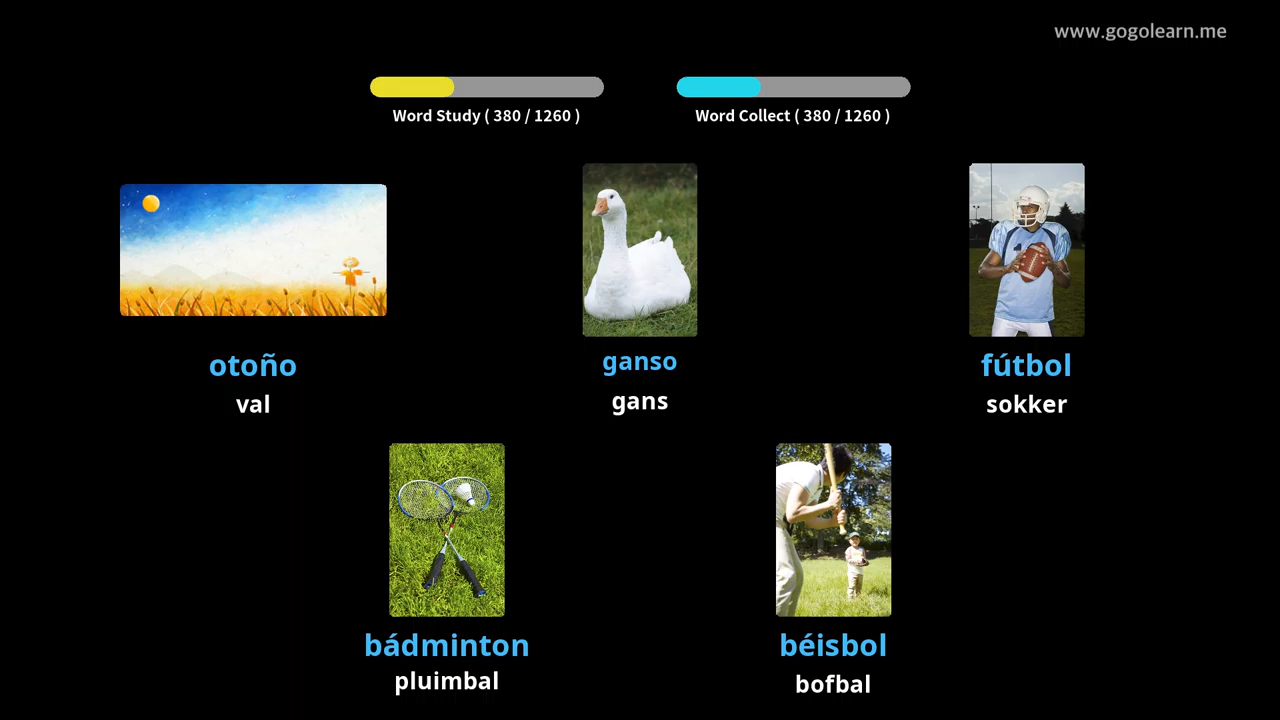 www.gogolearn.me
Word Study ( 380 / 1260 )
Word Collect ( 380 / 1260 )
otoño
val
ganso
gans
fútbol
sokker
bádminton
pluimbal
béisbol
bofbal